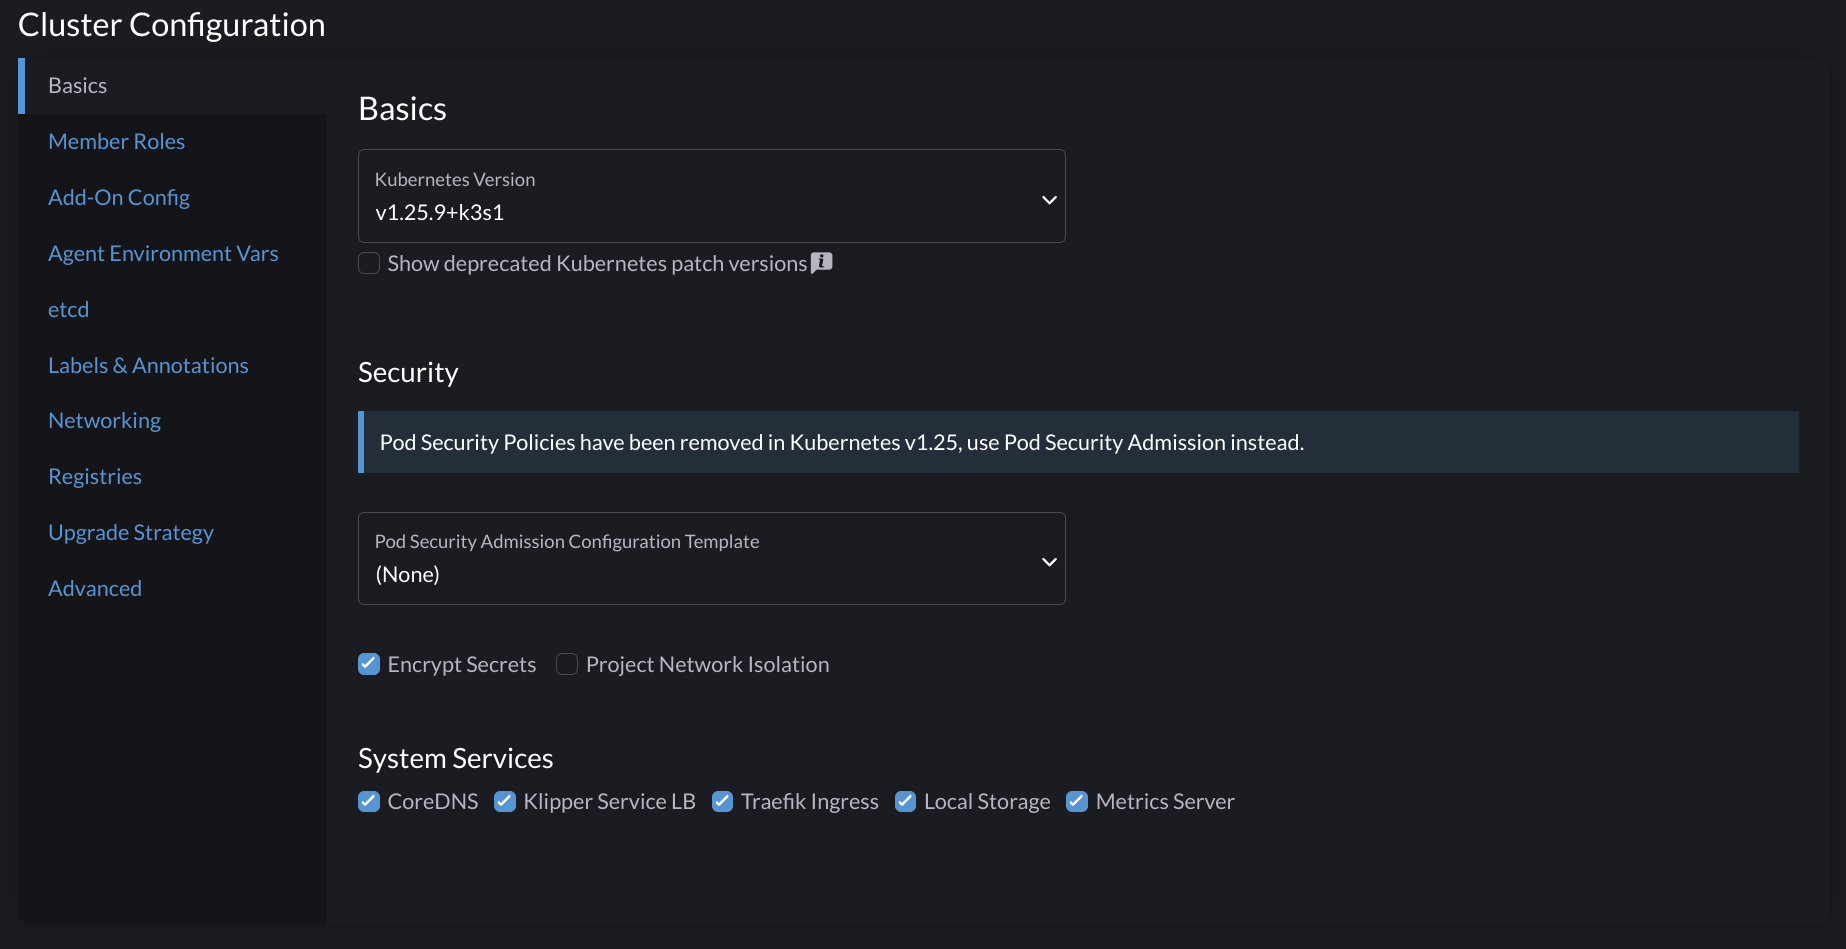 Cluster Configuration
Basics
Member Roles
Add-On Config
Agent Environment Vars
etcd
Labels & Annotations
Networking
Registries
Upgrade Strategy
Advanced
Basics
Kubernetes Version
v1.25.9+k3s1
Show deprecated Kubernetes patch versions
Security
Pod Security Policies have been removed in Kubernetes v1.25, use Pod Security Admission instead.
Pod Security Admission Configuration Template
(None)
Encrypt Secrets Project Network Isolation
System Services
CoreDNS Klipper Service LB Traefik Ingress Local Storage Metrics Server